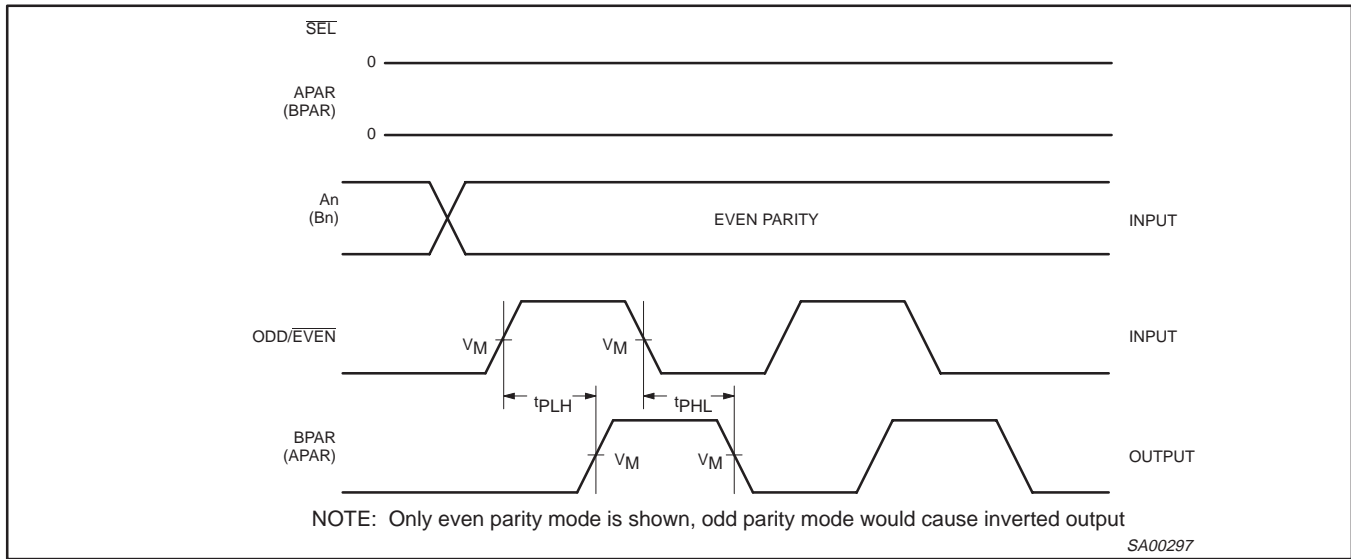 SEL
0
APAR
(BPAR)
0
An
(Bn)
EVEN PARITY
INPUT
ODD/EVEN
VM
VM
INPUT
tPLH
tPHL
BPAR
(APAR)
VM
VM
OUTPUT
NOTE: Only even parity mode is shown, odd parity mode would cause inverted output
SA00297